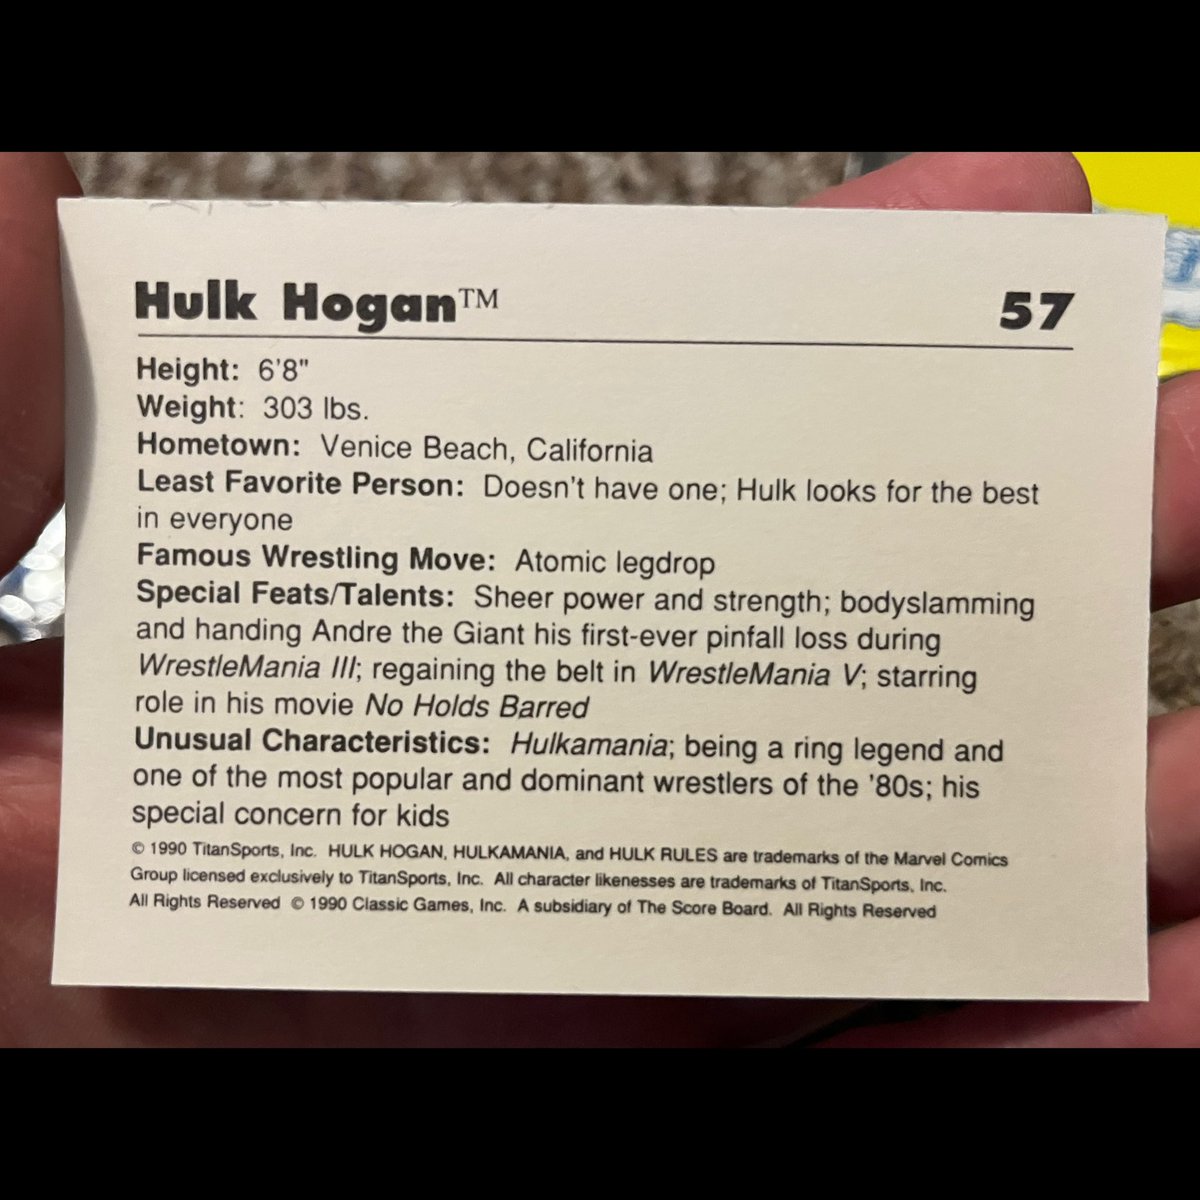 Hulk Hogan™ 57
Height: 6'8"
Weight: 303 lbs.
Hometown: Venice Beach, California
Least Favorite Person: Doesn't have one; Hulk looks for the best
in everyone
Famous Wrestling Move: Atomic legdrop
Special Feats/Talents: Sheer power and strength; bodyslamming
and handing Andre the Giant his first-ever pinfall loss during
WrestleMania III; regaining the belt in WrestleMania V; starring
role in his movie No Holds Barred
Unusual Characteristics: Hulkamania; being a ring legend and
one of the most popular and dominant wrestlers of the '80s; his
special concern for kids
© 1990 TitanSports, Inc. HULK HOGAN, HULKAMANIA, and HULK RULES are trademarks of the Marvel Comics
Group licensed exclusively to TitanSports, Inc. All character likenesses are trademarks of TitanSports, Inc.
All Rights Reserved © 1990 Classic Games, Inc. A subsidiary of The Score Board. All Rights Reserved